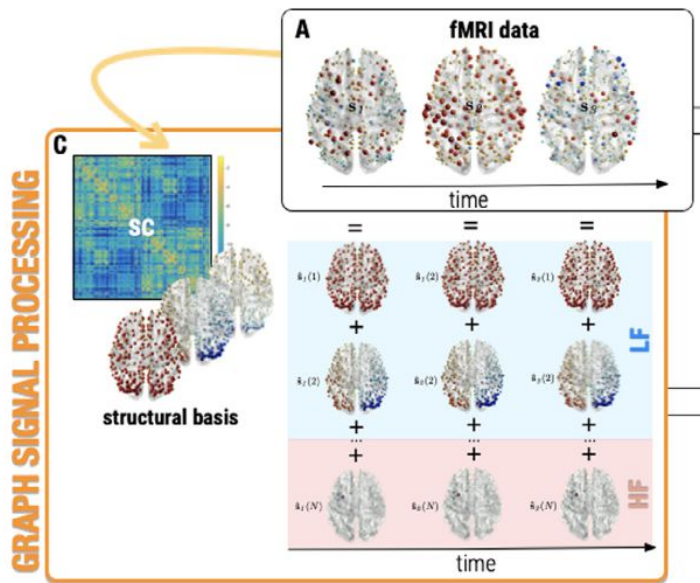 A
fMRI data
s₁
s₂
s₃
time
GRAPH SIGNAL PROCESSING
C
SC
structural basis
= = =
ŝ₁(1) ŝ₂(2) ŝ₃(1)
+ + +
ŝ₁(2) ŝ₂(2) ŝ₃(2)
LF
+ + +
... ... ...
+ + +
ŝ₁(N) ŝ₂(N) ŝ₃(N)
HF
time